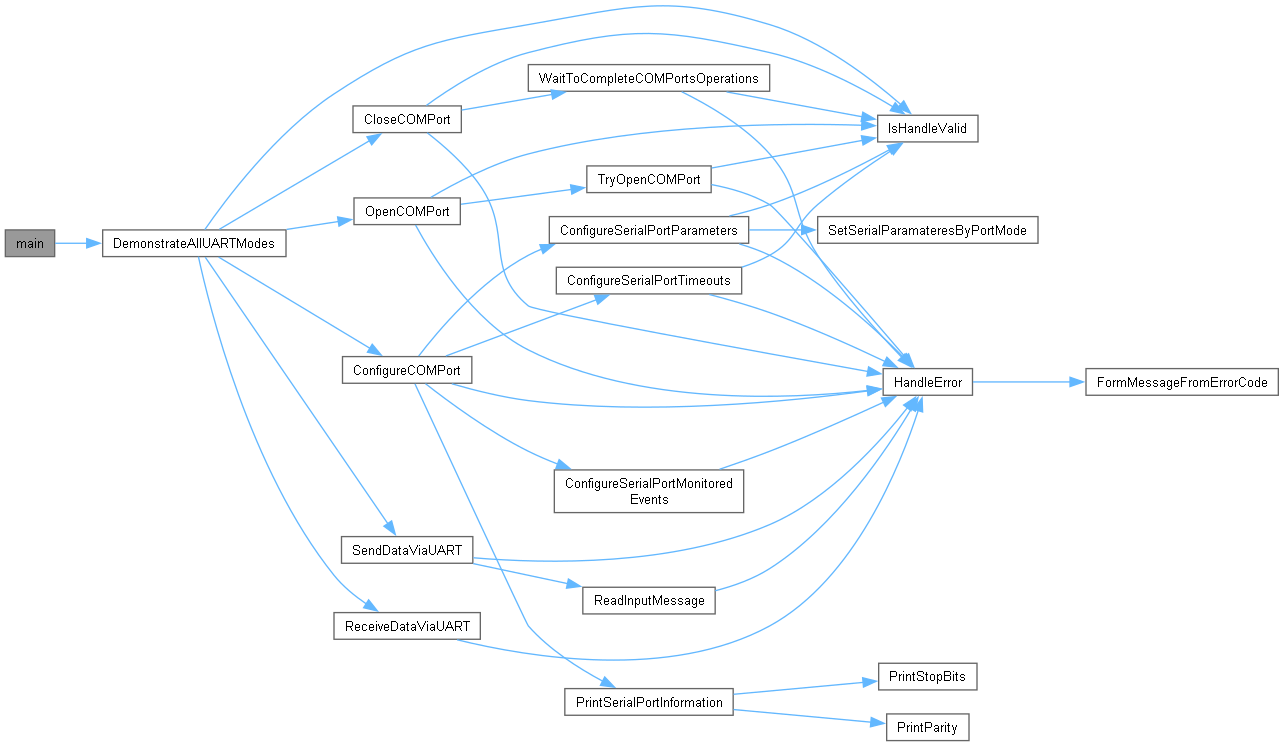 main
DemonstrateAllUARTModes
CloseCOMPort
OpenCOMPort
ConfigureCOMPort
SendDataViaUART
ReceiveDataViaUART
WaitToCompleteCOMPortsOperations
TryOpenCOMPort
ConfigureSerialPortParameters
ConfigureSerialPortTimeouts
ConfigureSerialPortMonitored
Events
ReadInputMessage
PrintSerialPortInformation
IsHandleValid
SetSerialParamateresByPortMode
HandleError
PrintStopBits
PrintParity
FormMessageFromErrorCode